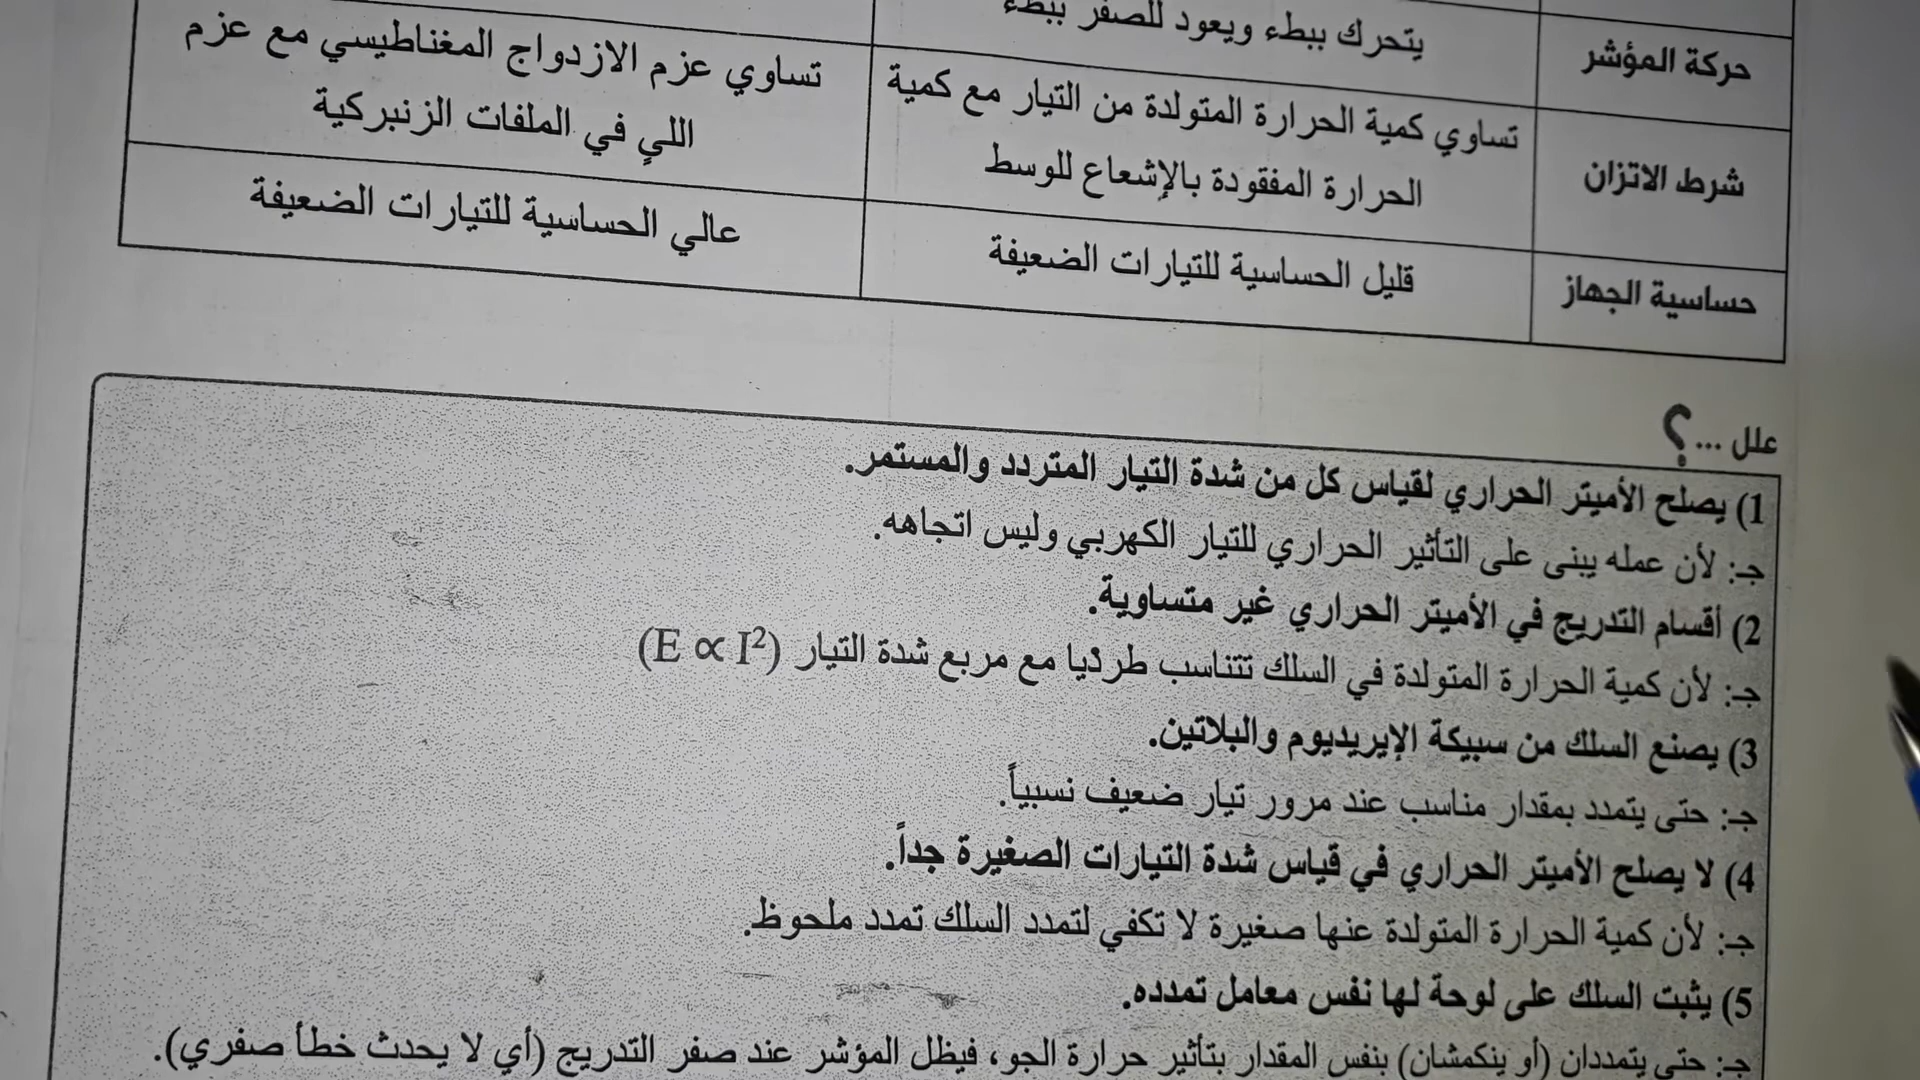 حركة المؤشر
يتحرك ببطء ويعود للصفر ببطء
شرط الاتزان
تساوي كمية الحرارة المتولدة من التيار مع كمية
الحرارة المفقودة بالإشعاع للوسط
تساوي عزم الازدواج المغناطيسي مع عزم
اللي في الملفات الزنبركية
حساسية الجهاز
قليل الحساسية للتيارات الضعيفة
عالي الحساسية للتيارات الضعيفة
علل ...؟
1) يصلح الأميتر الحراري لقياس كل من شدة التيار المتردد والمستمر.
جـ: لأن عمله يبنى على التأثير الحراري للتيار الكهربي وليس اتجاهه.
2) أقسام التدريج في الأميتر الحراري غير متساوية.
جـ: لأن كمية الحرارة المتولدة في السلك تتناسب طرديا مع مربع شدة التيار (E ∝ I²)
3) يصنع السلك من سبيكة الإيريديوم والبلاتين.
جـ: حتى يتمدد بمقدار مناسب عند مرور تيار ضعيف نسبياً.
4) لا يصلح الأميتر الحراري في قياس شدة التيارات الصغيرة جداً.
جـ: لأن كمية الحرارة المتولدة عنها صغيرة لا تكفي لتمدد السلك تمدد ملحوظ.
5) يثبت السلك على لوحة لها نفس معامل تمدده.
جـ: حتى يتمددان (أو ينكمشان) بنفس المقدار بتأثير حرارة الجو، فيظل المؤشر عند صفر التدريج (أي لا يحدث خطأ صفري).